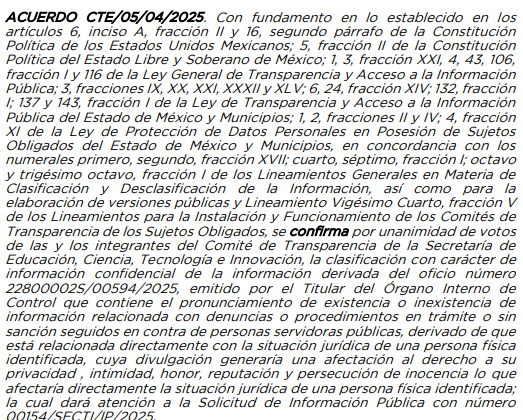 ACUERDO CTE/05/04/2025. Con fundamento en lo establecido en los
artículos 6, inciso A, fracción II y 16, segundo párrafo de la Constitución
Política de los Estados Unidos Mexicanos; 5, fracción II de la Constitución
Política del Estado Libre y Soberano de México; 1, 3, fracción XXI, 4, 43, 106,
fracción I y 116 de la Ley General de Transparencia y Acceso a la Información
Pública; 3, fracciones IX, XX, XXI, XXXII y XLV; 6, 24, fracción XIV; 132, fracción
I; 137 y 143, fracción I de la Ley de Transparencia y Acceso a la Información
Pública del Estado de México y Municipios; 1, 2, fracciones II y IV; 4, fracción
XI de la Ley de Protección de Datos Personales en Posesión de Sujetos
Obligados del Estado de México y Municipios, en concordancia con los
numerales primero, segundo, fracción XVII; cuarto, séptimo, fracción I; octavo
y trigésimo octavo, fracción I de los Lineamientos Generales en Materia de
Clasificación y Desclasificación de la Información, así como para la
elaboración de versiones públicas y Lineamiento Vigésimo Cuarto, fracción V
de los Lineamientos para la Instalación y Funcionamiento de los Comités de
Transparencia de los Sujetos Obligados, se confirma por unanimidad de votos
de las y los integrantes del Comité de Transparencia de la Secretaría de
Educación, Ciencia, Tecnología e Innovación, la clasificación con carácter de
información confidencial de la información derivada del oficio número
22800002S/00594/2025, emitido por el Titular del Órgano Interno de
Control que contiene el pronunciamiento de existencia o inexistencia de
información relacionada con denuncias o procedimientos en trámite o sin
sanción seguidos en contra de personas servidoras públicas, derivado de que
está relacionada directamente con la situación jurídica de una persona física
identificada, cuya divulgación generaría una afectación al derecho a su
privacidad , intimidad, honor, reputación y persecución de inocencia lo que
afectaría directamente la situación jurídica de una persona física identificada;
la cual dará atención a la Solicitud de Información Pública con número
00154/SECTI/IP/2025.